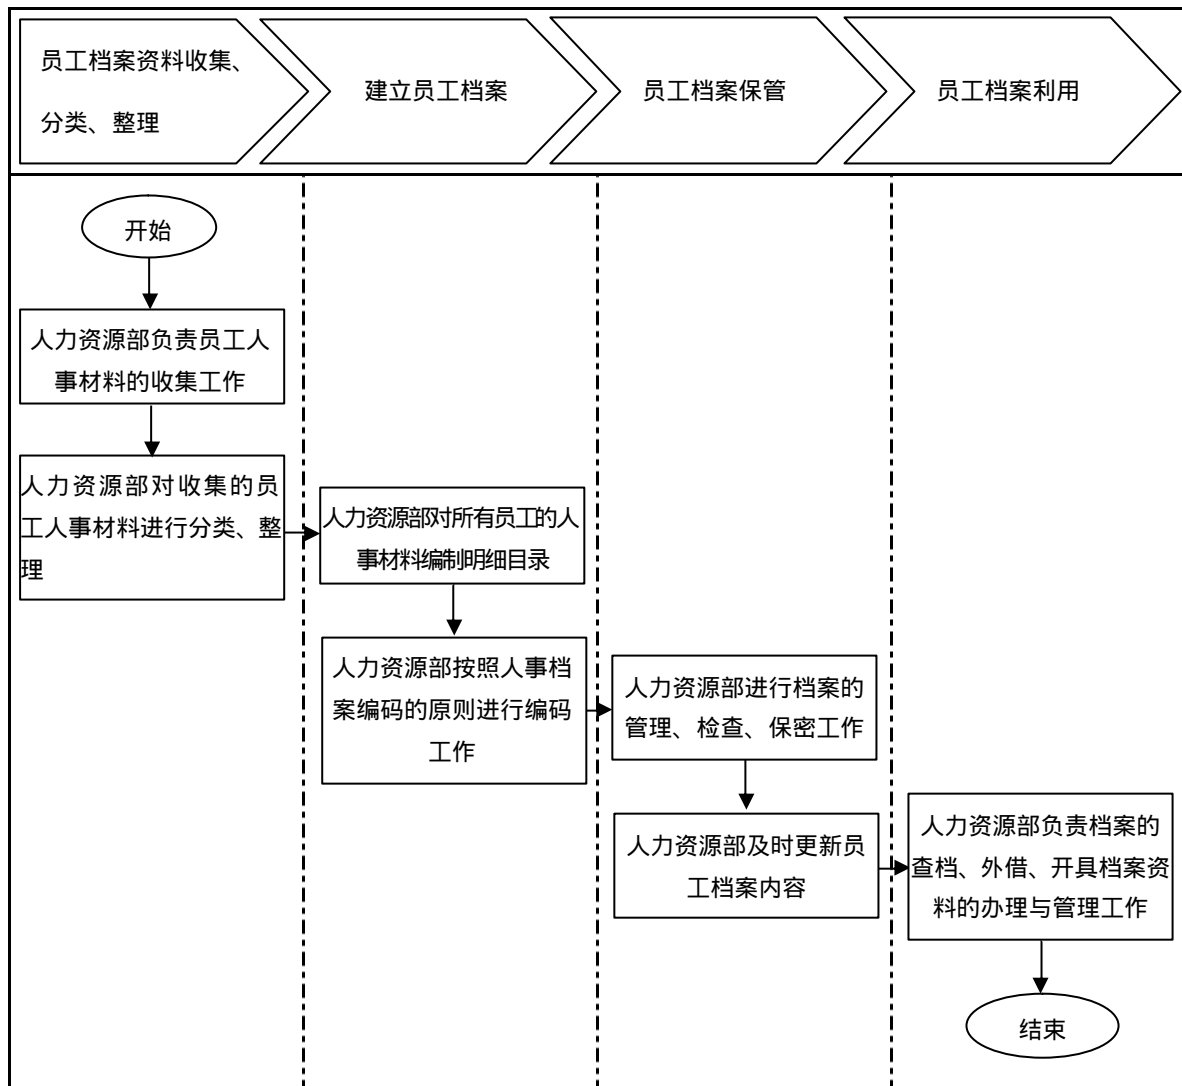 员工档案资料收集、
分类、整理
建立员工档案
员工档案保管
员工档案利用
开始
人力资源部负责员工人
事材料的收集工作
人力资源部对收集的员
工人事材料进行分类、整
理
人力资源部对所有员工的人
事材料编制明细目录
人力资源部按照人事档
案编码的原则进行编码
工作
人力资源部进行档案的
管理、检查、保密工作
人力资源部及时更新员
工档案内容
人力资源部负责档案的
查档、外借、开具档案资
料的办理与管理工作
结束